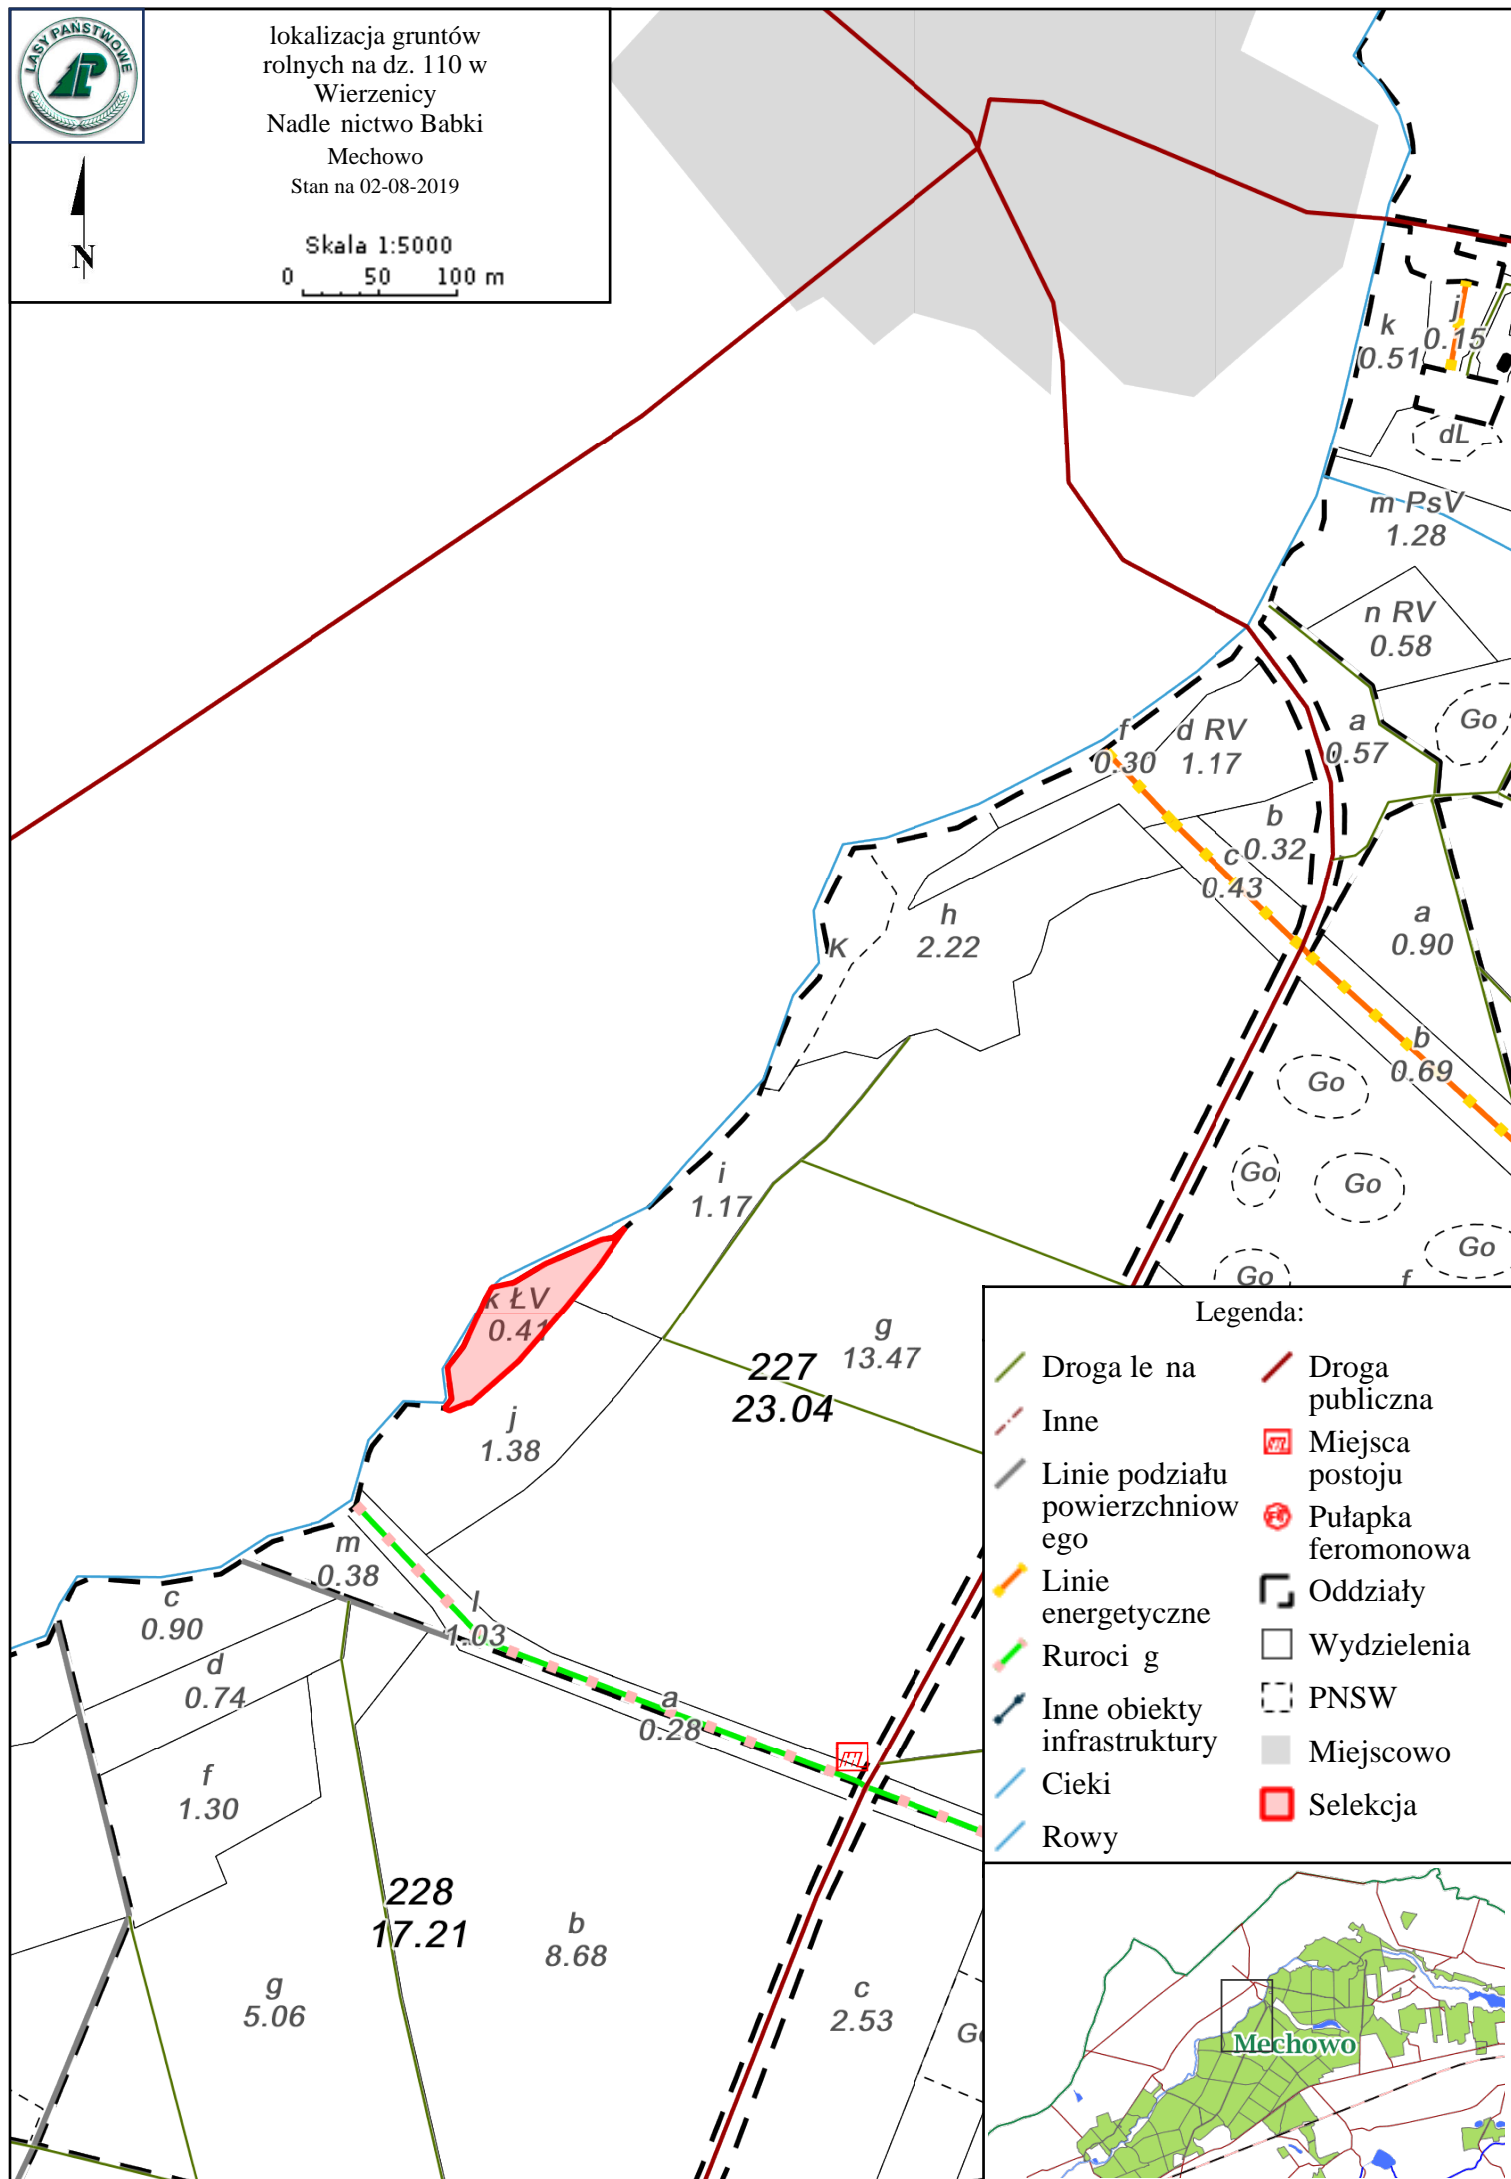 LASY PAŃSTWOWE
LP
lokalizacja gruntów
rolnych na dz. 110 w
Wierzenicy
Nadle nictwo Babki
Mechowo
Stan na 02-08-2019
N
Skala 1:5000
0 50 100 m
k
0.51
j
0.15
dL
m PsV
1.28
n RV
0.58
Go
f
0.30
d RV
1.17
a
0.57
b
0.32
c
0.43
K
h
2.22
a
0.90
b
0.69
Go
Go
Go
Go
Go
f
i
1.17
k ŁV
0.41
g
13.47
227
23.04
j
1.38
m
0.38
l
1.03
c
0.90
d
0.74
a
0.28
f
1.30
228
17.21
b
8.68
g
5.06
c
2.53
Go
Legenda:
Droga le na
Inne
Linie podziału
powierzchniow
ego
Linie
energetyczne
Ruroci g
Inne obiekty
infrastruktury
Cieki
Rowy
Droga
publiczna
Miejsca
postoju
Pułapka
feromonowa
Oddziały
Wydzielenia
PNSW
Miejscowo
Selekcja
Mechowo